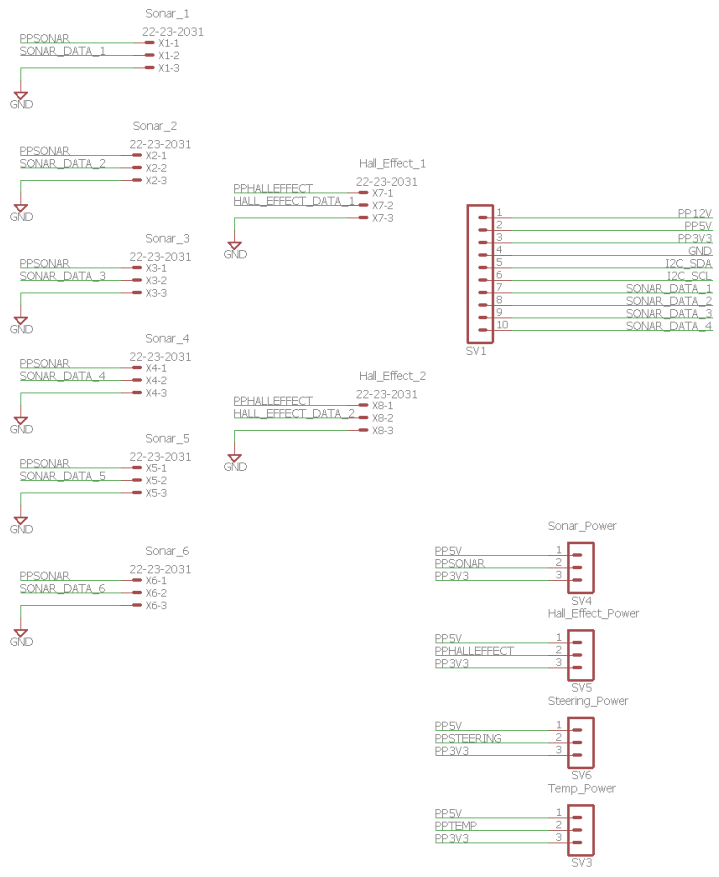 Sonar_1
22-23-2031
PPSONAR
X1-1
SONAR_DATA_1
X1-2
X1-3
GND
Sonar_2
22-23-2031
PPSONAR
X2-1
SONAR_DATA_2
X2-2
X2-3
GND
Sonar_3
22-23-2031
PPSONAR
X3-1
SONAR_DATA_3
X3-2
X3-3
GND
Sonar_4
22-23-2031
PPSONAR
X4-1
SONAR_DATA_4
X4-2
X4-3
GND
Sonar_5
22-23-2031
PPSONAR
X5-1
SONAR_DATA_5
X5-2
X5-3
GND
Sonar_6
22-23-2031
PPSONAR
X6-1
SONAR_DATA_6
X6-2
X6-3
GND
Hall_Effect_1
22-23-2031
PPHALLEFFECT
X7-1
HALL_EFFECT_DATA_1
X7-2
X7-3
GND
Hall_Effect_2
22-23-2031
PPHALLEFFECT
X8-1
HALL_EFFECT_DATA_2
X8-2
X8-3
GND
1 PP12V
2 PP5V
3 PP3V3
4 GND
5 I2C_SDA
6 I2C_SCL
7 SONAR_DATA_1
8 SONAR_DATA_2
9 SONAR_DATA_3
10 SONAR_DATA_4
SV1
Sonar_Power
PP5V 1
PPSONAR 2
PP3V3 3
SV4
Hall_Effect_Power
PP5V 1
PPHALLEFFECT 2
PP3V3 3
SV5
Steering_Power
PP5V 1
PPSTEERING 2
PP3V3 3
SV6
Temp_Power
PP5V 1
PPTEMP 2
PP3V3 3
SV3